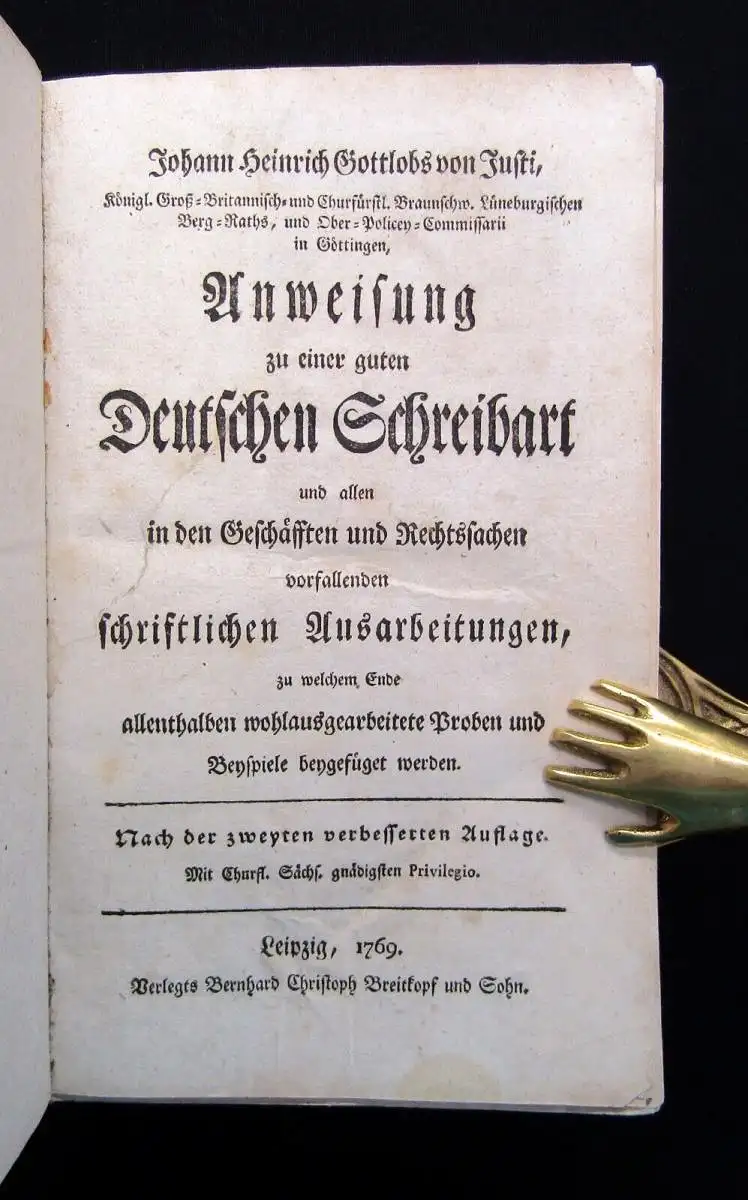 Johann Heinrich Gottlobs von Justi,
Königl. Groß-Britannisch- und Churfürstl. Braunschw. Lüneburgischen
Berg-Raths, und Ober-Policey-Commissarii
in Göttingen,
Anweisung
zu einer guten
Deutschen Schreibart
und allen
in den Geschäfften und Rechtssachen
vorfallenden
schriftlichen Ausarbeitungen,
zu welchem Ende
allenthalben wohlausgearbeitete Proben und
Beyspiele beygefüget werden.
Nach der zweyten verbesserten Auflage.
Mit Churfl. Sächs. gnädigsten Privilegio.
Leipzig, 1769.
Verlegts Bernhard Christoph Breitkopf und Sohn.